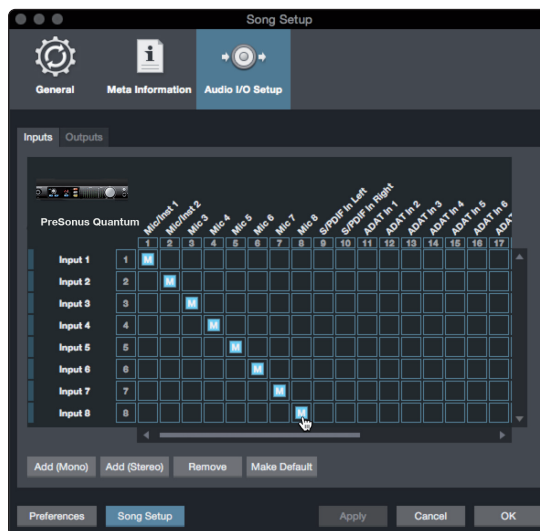 Song Setup
General
Meta Information
Audio I/O Setup
Inputs
Outputs
PreSonus Quantum
Mic/Inst 1
Mic/Inst 2
Mic 3
Mic 4
Mic 5
Mic 6
Mic 7
Mic 8
S/PDIF In Left
S/PDIF In Right
ADAT In 1
ADAT In 2
ADAT In 3
ADAT In 4
ADAT In 5
ADAT In 6
ADAT
1 2 3 4 5 6 7 8 9 10 11 12 13 14 15 16 17
Input 1 1 M
Input 2 2 M
Input 3 3 M
Input 4 4 M
Input 5 5 M
Input 6 6 M
Input 7 7 M
Input 8 8 M
Add (Mono) Add (Stereo) Remove Make Default
Preferences Song Setup Apply Cancel OK